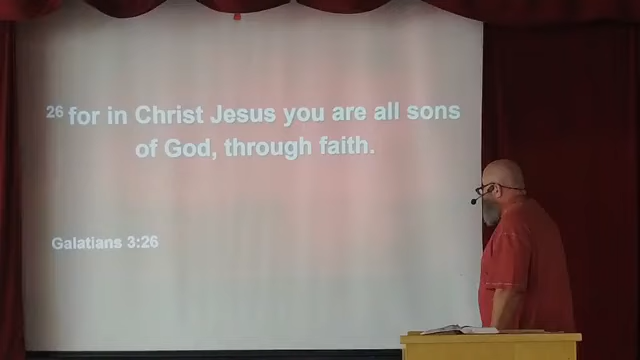 26 for in Christ Jesus you are all sons
of God, through faith.
Galatians 3:26